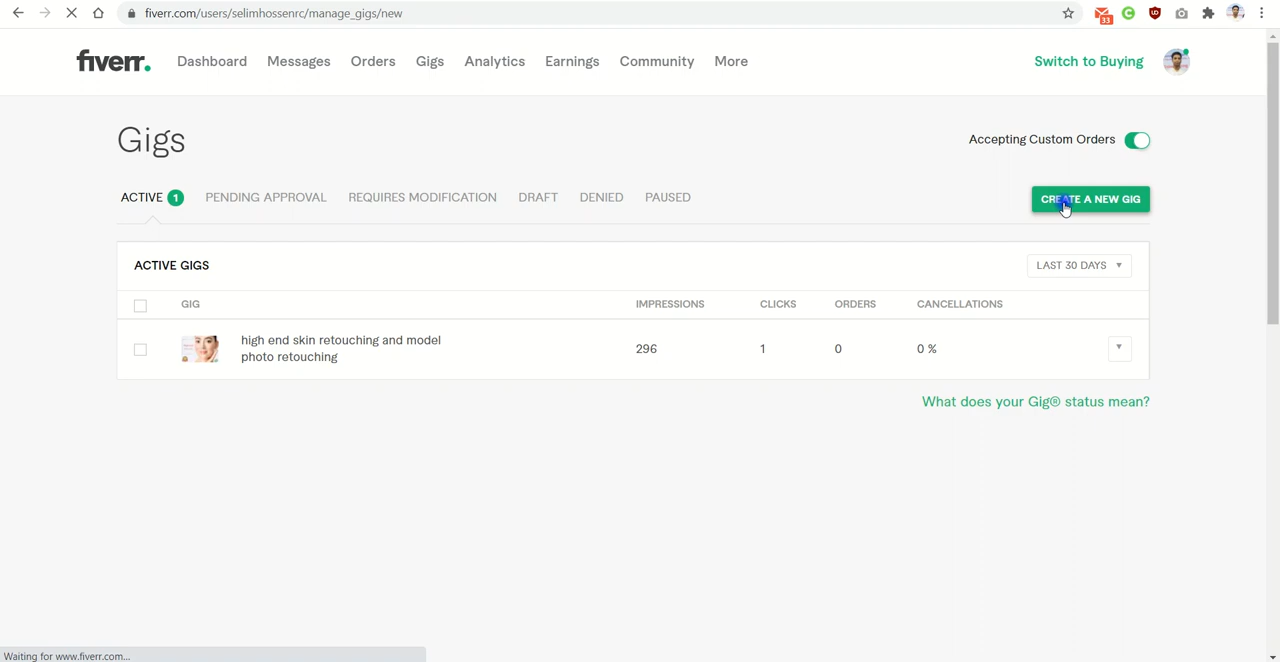 fiverr.com/users/selimhossenrc/manage_gigs/new
33
fiverr. Dashboard Messages Orders Gigs Analytics Earnings Community More Switch to Buying
Gigs
Accepting Custom Orders
ACTIVE 1 PENDING APPROVAL REQUIRES MODIFICATION DRAFT DENIED PAUSED
CREATE A NEW GIG
ACTIVE GIGS
LAST 30 DAYS
GIG IMPRESSIONS CLICKS ORDERS CANCELLATIONS
high end skin retouching and model
photo retouching
296 1 0 0 %
What does your Gig® status mean?
Waiting for www.fiverr.com...